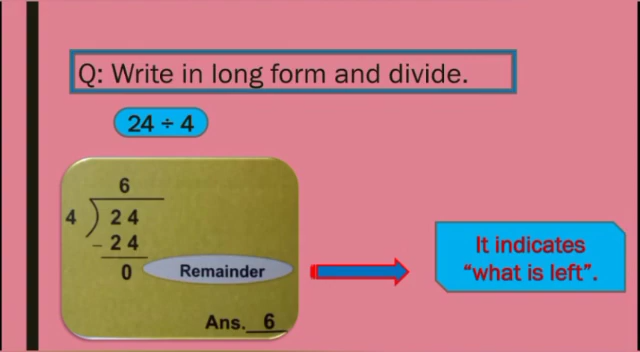 Q: Write in long form and divide.
24 ÷ 4
6
4 ) 2 4
- 2 4
0 Remainder
Ans. 6
It indicates
“what is left”.